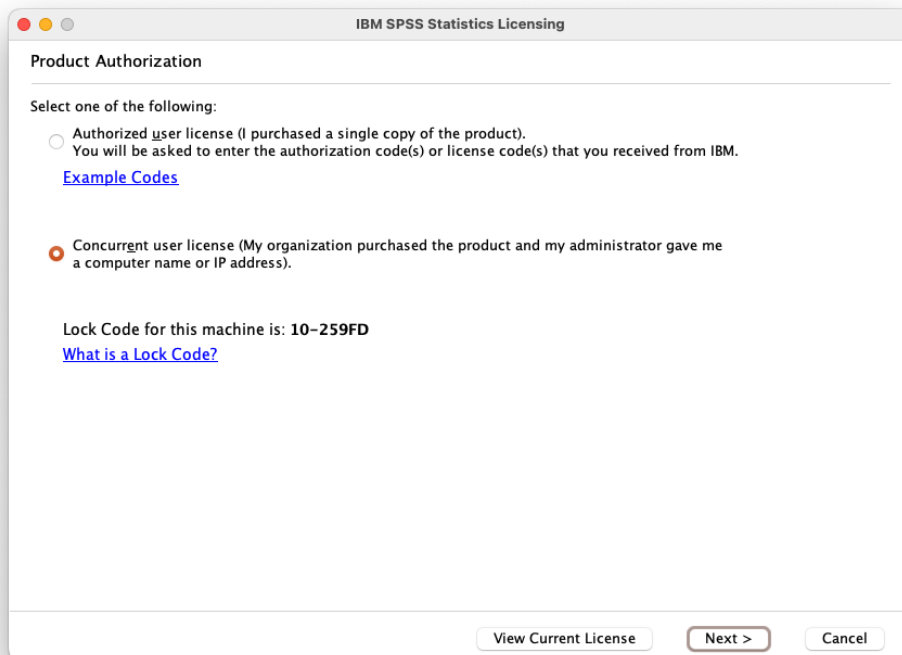 IBM SPSS Statistics Licensing
Product Authorization
Select one of the following:
Authorized user license (I purchased a single copy of the product).
You will be asked to enter the authorization code(s) or license code(s) that you received from IBM.
Example Codes
Concurrent user license (My organization purchased the product and my administrator gave me
a computer name or IP address).
Lock Code for this machine is: 10-259FD
What is a Lock Code?
View Current License
Next >
Cancel